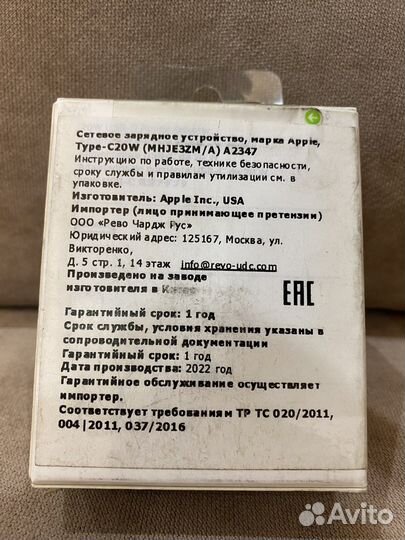 Сетевое зарядное устройство, марка Apple,
Type-C20W (MHJE3ZM/A) A2347
Инструкцию по работе, технике безопасности,
сроку службы и правилам утилизации см. в
упаковке.
Изготовитель: Apple Inc., USA
Импортер (лицо принимающее претензии)
ООО «Рево Чардж Рус»
Юридический адрес: 125167, Москва, ул.
Викторенко,
Д. 5 стр. 1, 14 этаж info@revo-udc.com
Произведено на заводе
изготовителя в
EAC
Гарантийный срок: 1 год
Срок службы, условия хранения указаны в
сопроводительной документации
Гарантийный срок: 1 год
Дата производства: 2022 год
Гарантийное обслуживание осуществляет
импортер.
Соответствует требованиям ТР ТС 020/2011,
004|2011, 037/2016
Avito